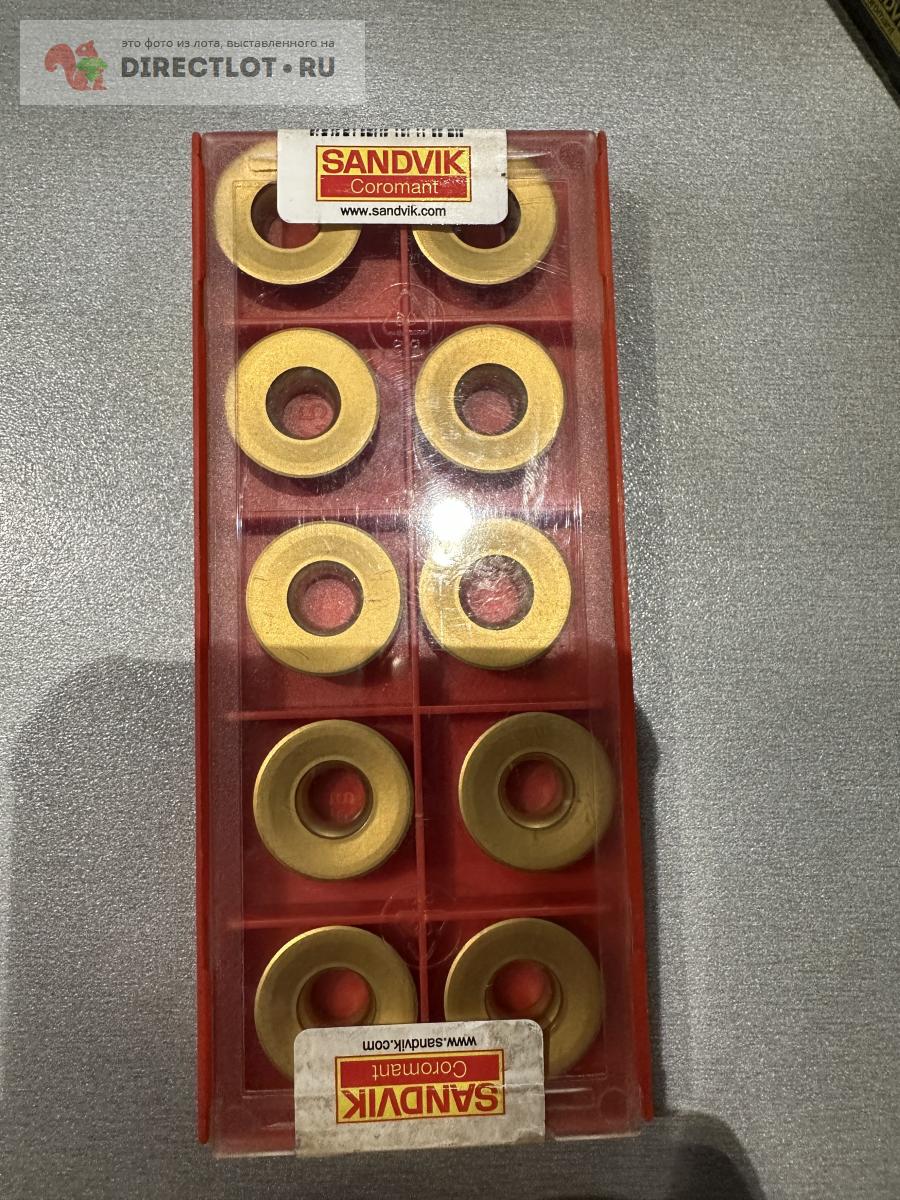 это фото из лота, выставленного на
DIRECTLOT•RU
SANDVIK
Coromant
www.sandvik.com
www.sandvik.com
Coromant
SANDVIK